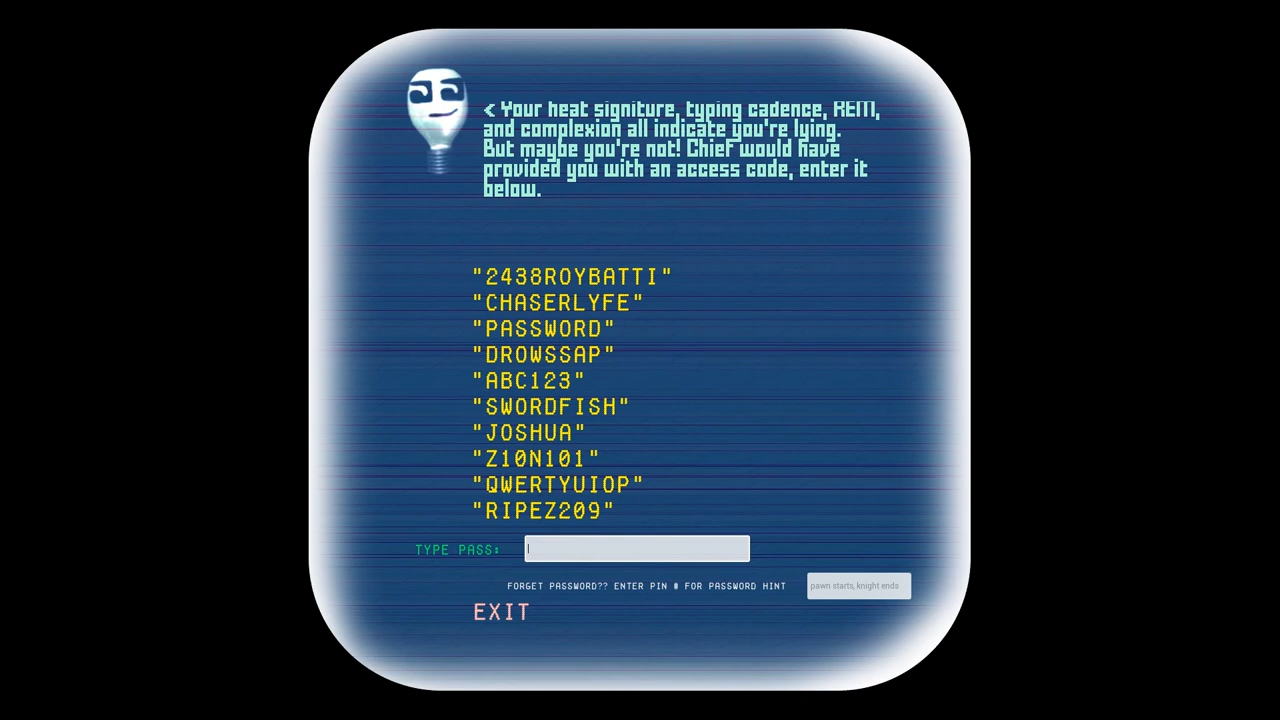 < Your heat signiture, typing cadence, REM,
and complexion all indicate you're lying.
But maybe you're not! Chief would have
provided you with an access code, enter it
below.
"2438ROYBATTI"
"CHASERLYFE"
"PASSWORD"
"DROWSSAP"
"ABC123"
"SWORDFISH"
"JOSHUA"
"Z10N101"
"QWERTYUIOP"
"RIPEZ209"
TYPE PASS:
FORGET PASSWORD?? ENTER PIN # FOR PASSWORD HINT
pawn starts, knight ends
EXIT